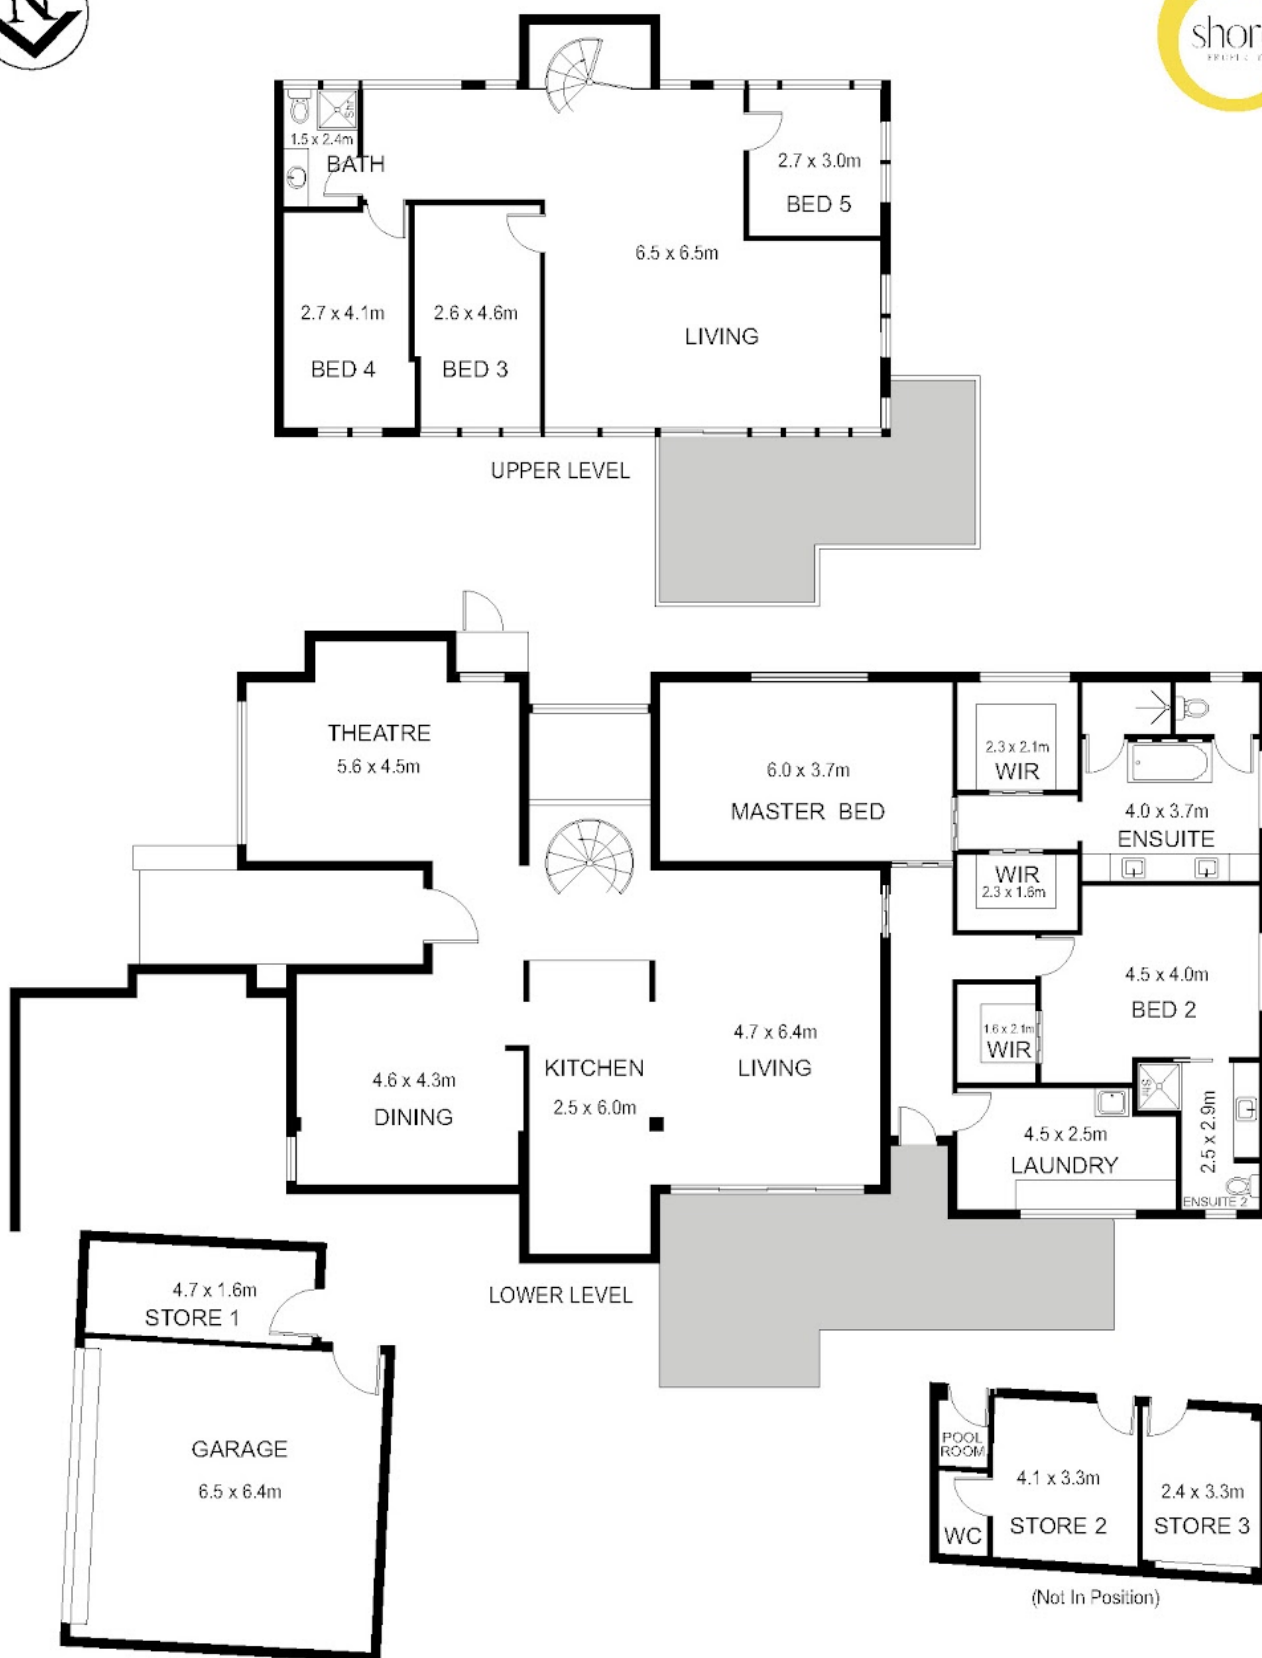 N
shor
Shr
1.5 x 2.4m
BATH
2.7 x 3.0m
BED 5
6.5 x 6.5m
LIVING
2.7 x 4.1m
BED 4
2.6 x 4.6m
BED 3
UPPER LEVEL
THEATRE
5.6 x 4.5m
6.0 x 3.7m
MASTER BED
2.3 x 2.1m
WIR
4.0 x 3.7m
ENSUITE
WIR
2.3 x 1.6m
4.5 x 4.0m
BED 2
1.6 x 2.1m
WIR
4.7 x 6.4m
LIVING
KITCHEN
2.5 x 6.0m
4.6 x 4.3m
DINING
Shr
2.5 x 2.9m
ENSUITE 2
4.5 x 2.5m
LAUNDRY
LOWER LEVEL
4.7 x 1.6m
STORE 1
GARAGE
6.5 x 6.4m
POOL
ROOM
WC
4.1 x 3.3m
STORE 2
2.4 x 3.3m
STORE 3
(Not In Position)